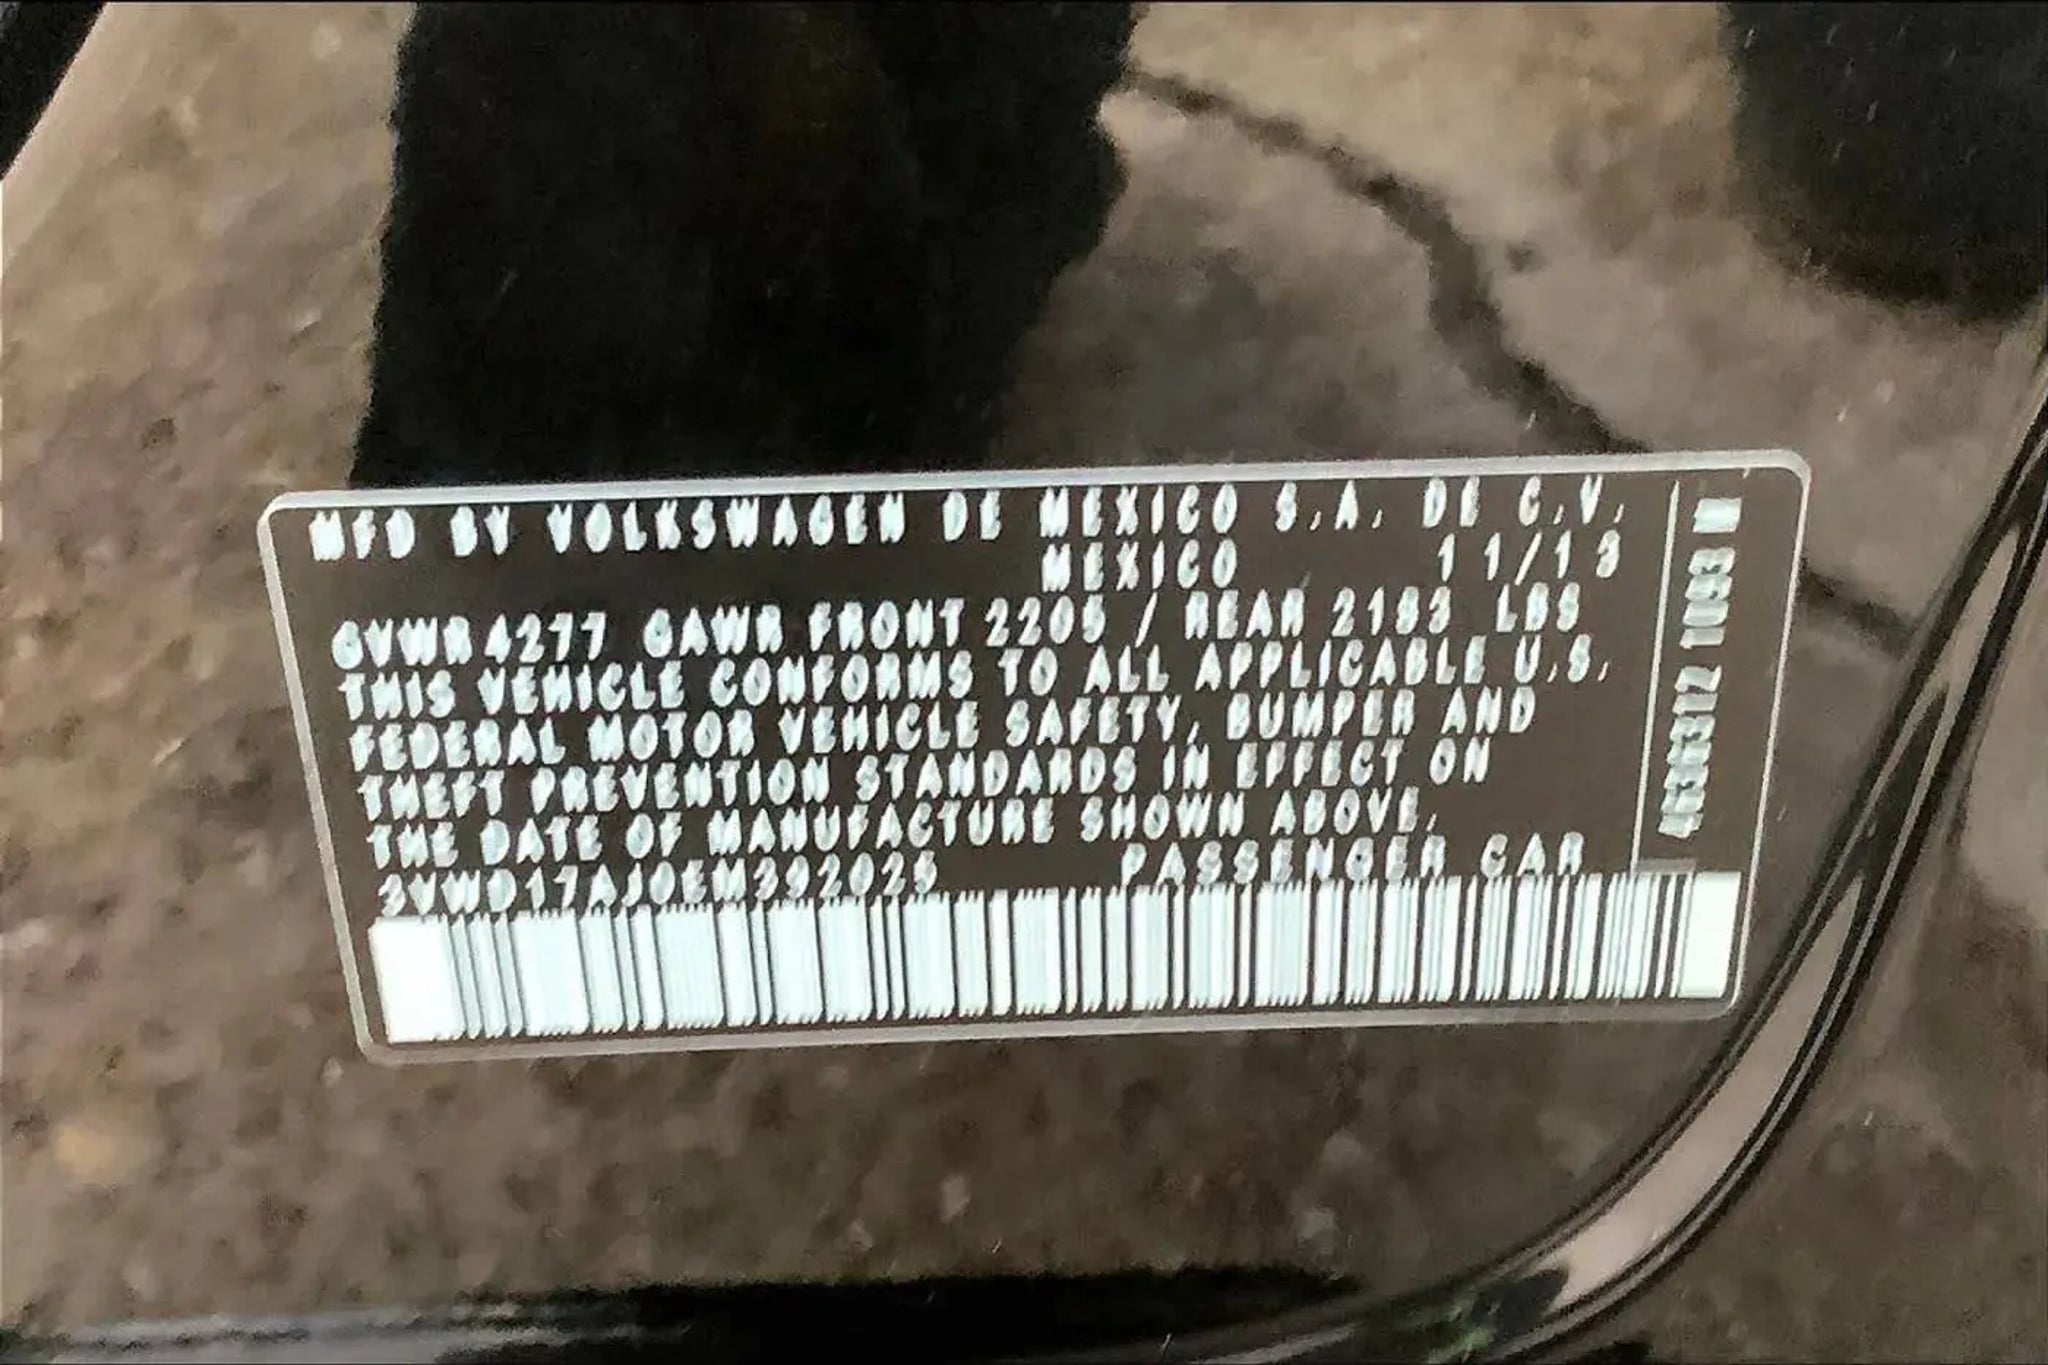 MFD BY VOLKSWAGEN DE MEXICO S.A. DE C.V.
MEXICO 11/13
GVWR 4277 GAWR FRONT 2205 / REAR 2183 LBS
THIS VEHICLE CONFORMS TO ALL APPLICABLE U.S.
FEDERAL MOTOR VEHICLE SAFETY, BUMPER AND
THEFT PREVENTION STANDARDS IN EFFECT ON
THE DATE OF MANUFACTURE SHOWN ABOVE.
3VWD17AJ0EM392025 PASSENGER CAR